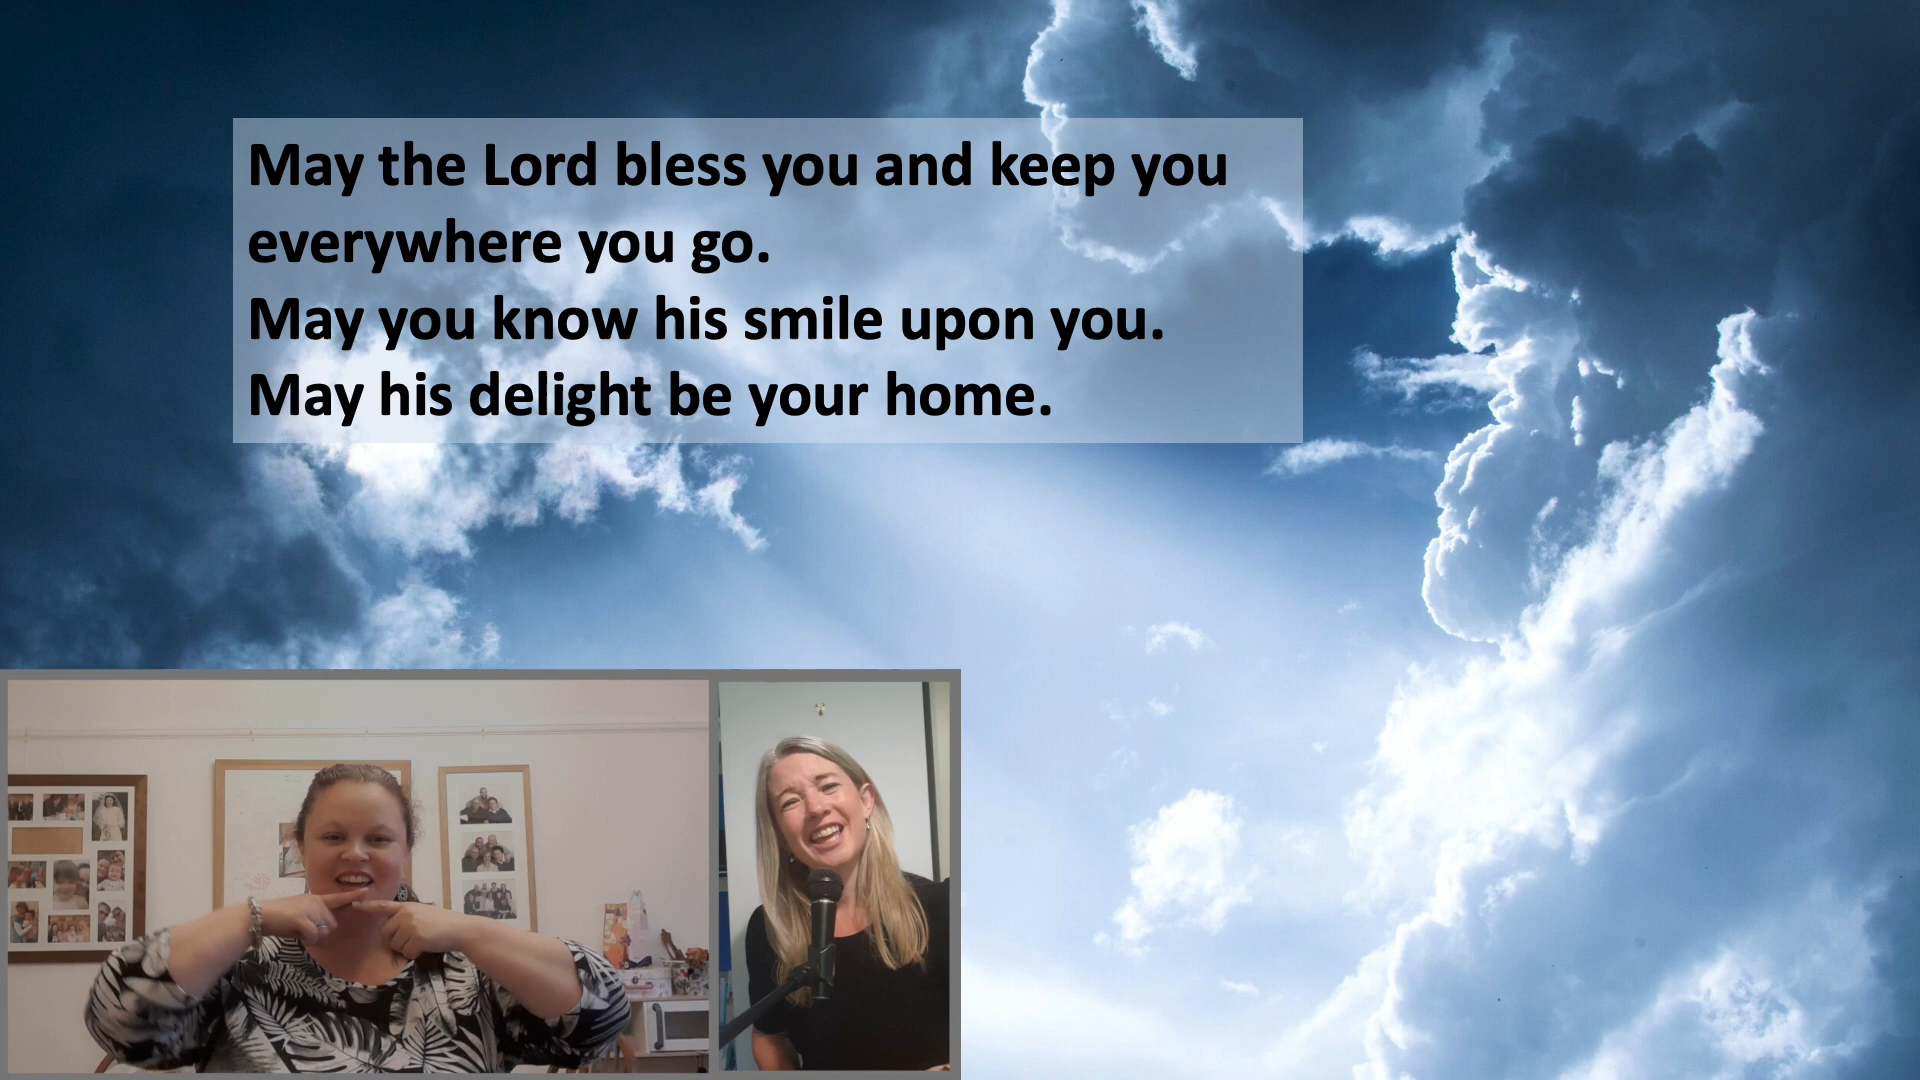 May the Lord bless you and keep you
everywhere you go.
May you know his smile upon you.
May his delight be your home.